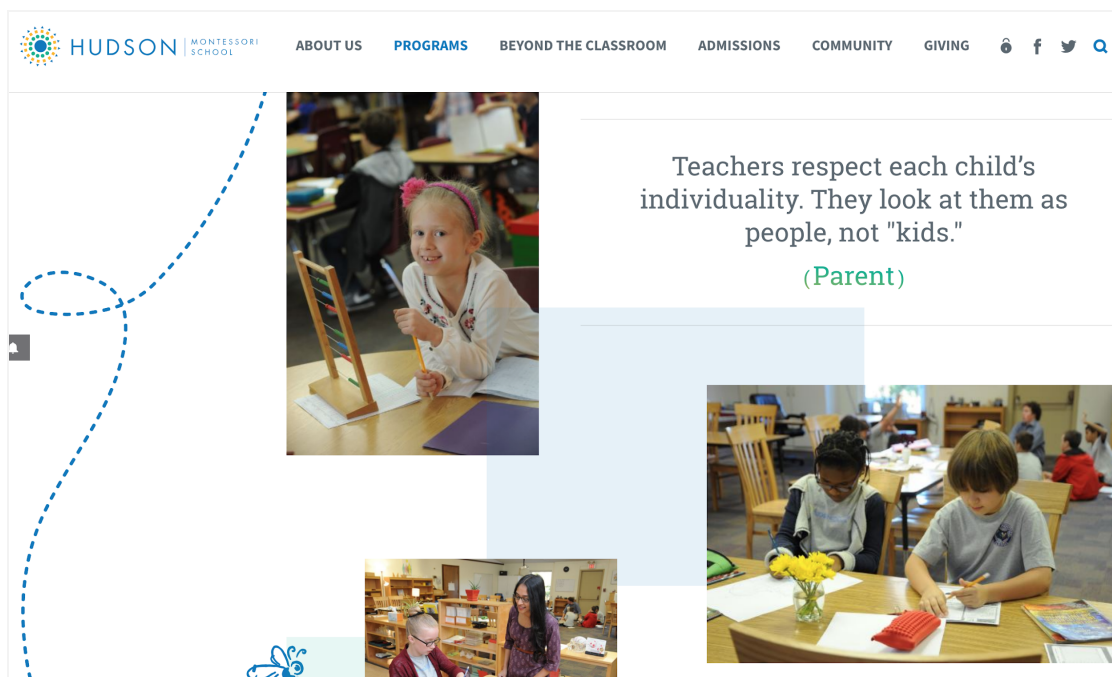 HUDSON MONTESSORI SCHOOL
ABOUT US
PROGRAMS
BEYOND THE CLASSROOM
ADMISSIONS
COMMUNITY
GIVING
Teachers respect each child’s
individuality. They look at them as
people, not "kids."
(Parent)